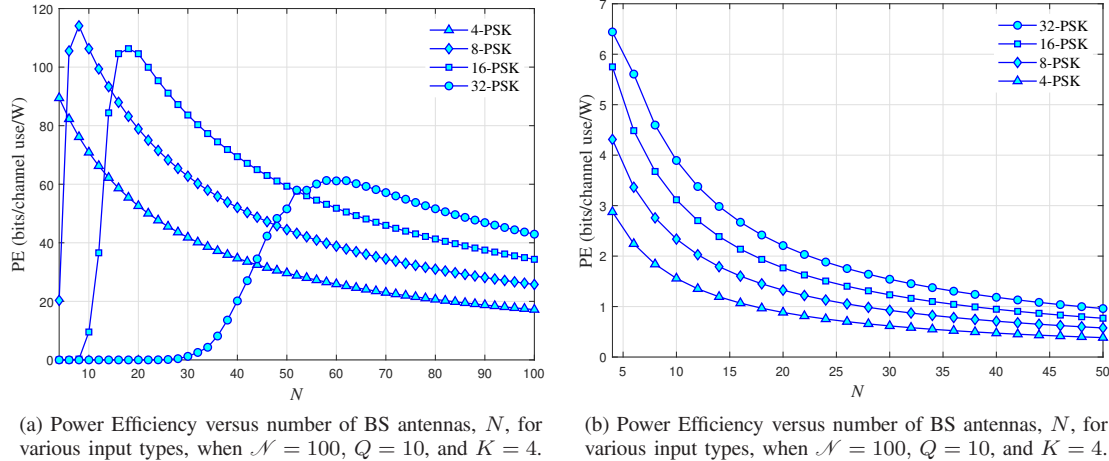 PE (bits/channel use/W)
120
100
80
60
40
20
0
4-PSK
8-PSK
16-PSK
32-PSK
10 20 30 40 50 60 70 80 90 100
N
(a) Power Efficiency versus number of BS antennas, N, for
various input types, when 𝒩 = 100, Q = 10, and K = 4.
PE (bits/channel use/W)
7
6
5
4
3
2
1
0
32-PSK
16-PSK
8-PSK
4-PSK
5 10 15 20 25 30 35 40 45 50
N
(b) Power Efficiency versus number of BS antennas, N, for
various input types, when 𝒩 = 100, Q = 10, and K = 4.